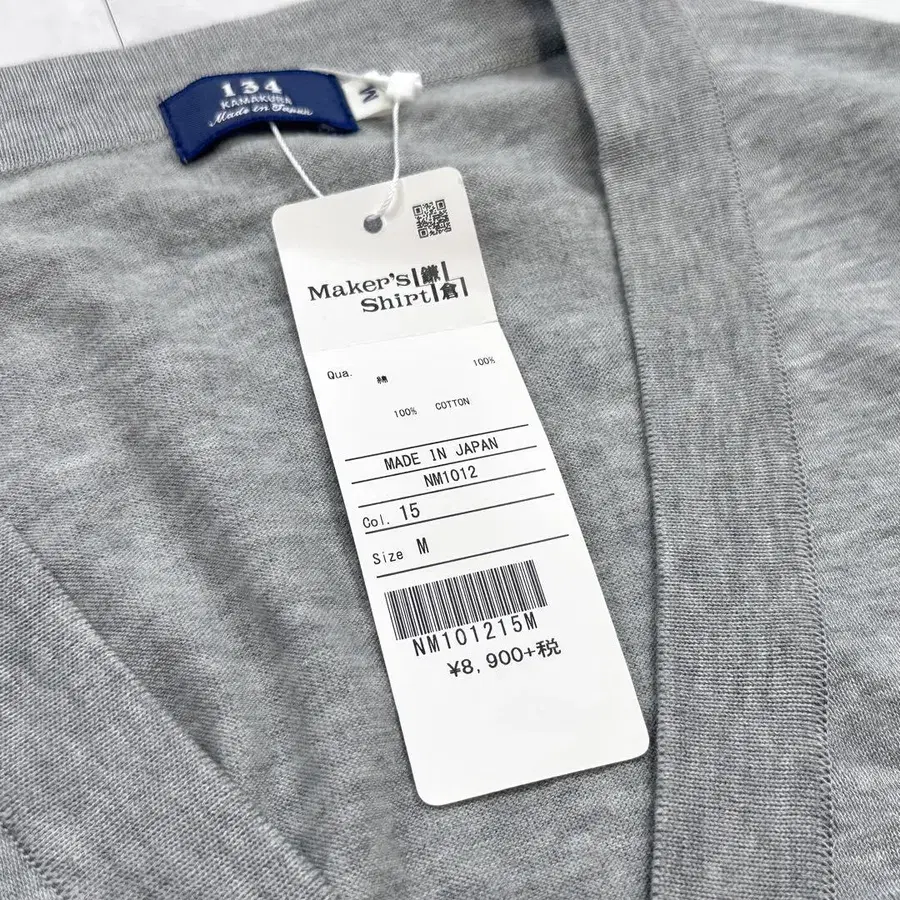 134
KAMAKURA
Made in Japan
M
Maker's 鎌
Shirt 倉
Qua.
綿 100%
100% COTTON
MADE IN JAPAN
NM1012
Col. 15
Size M
NM101215M
¥8,900+税